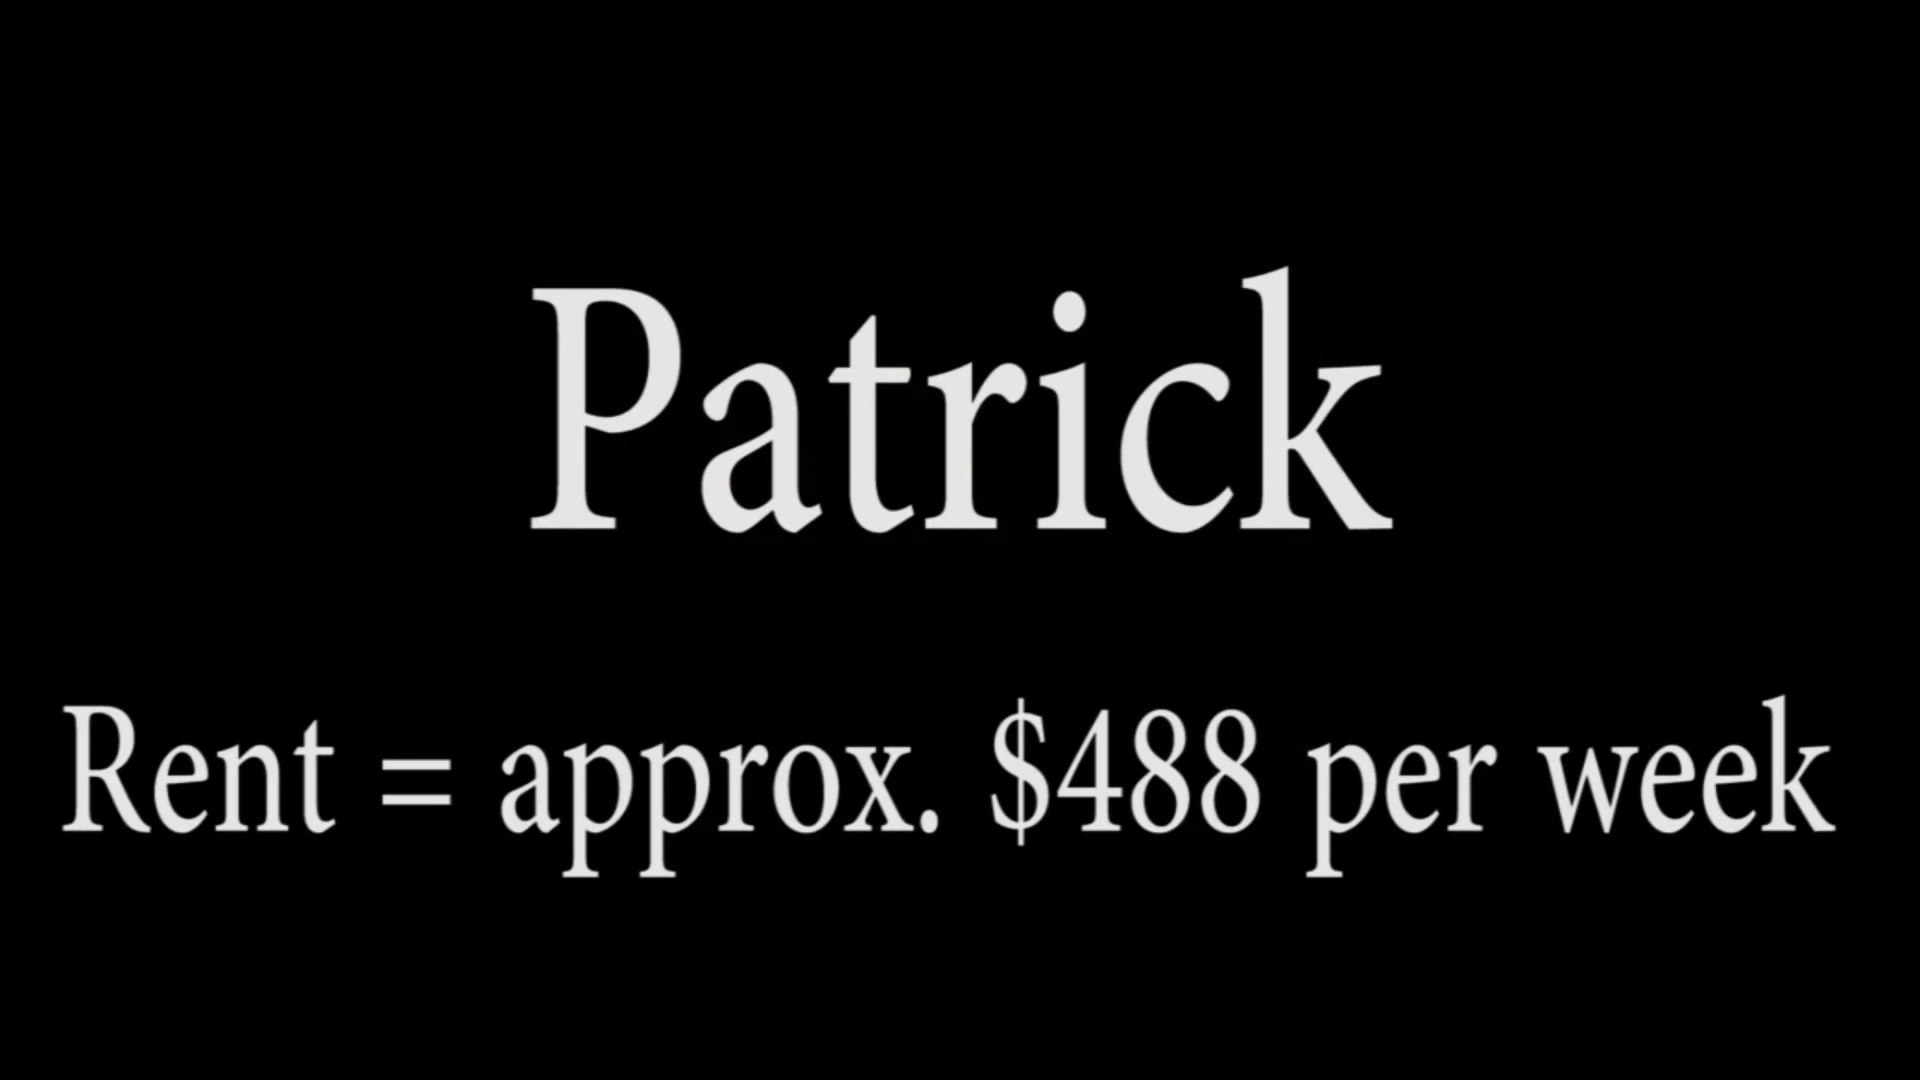 Patrick
Rent = approx. $488 per week